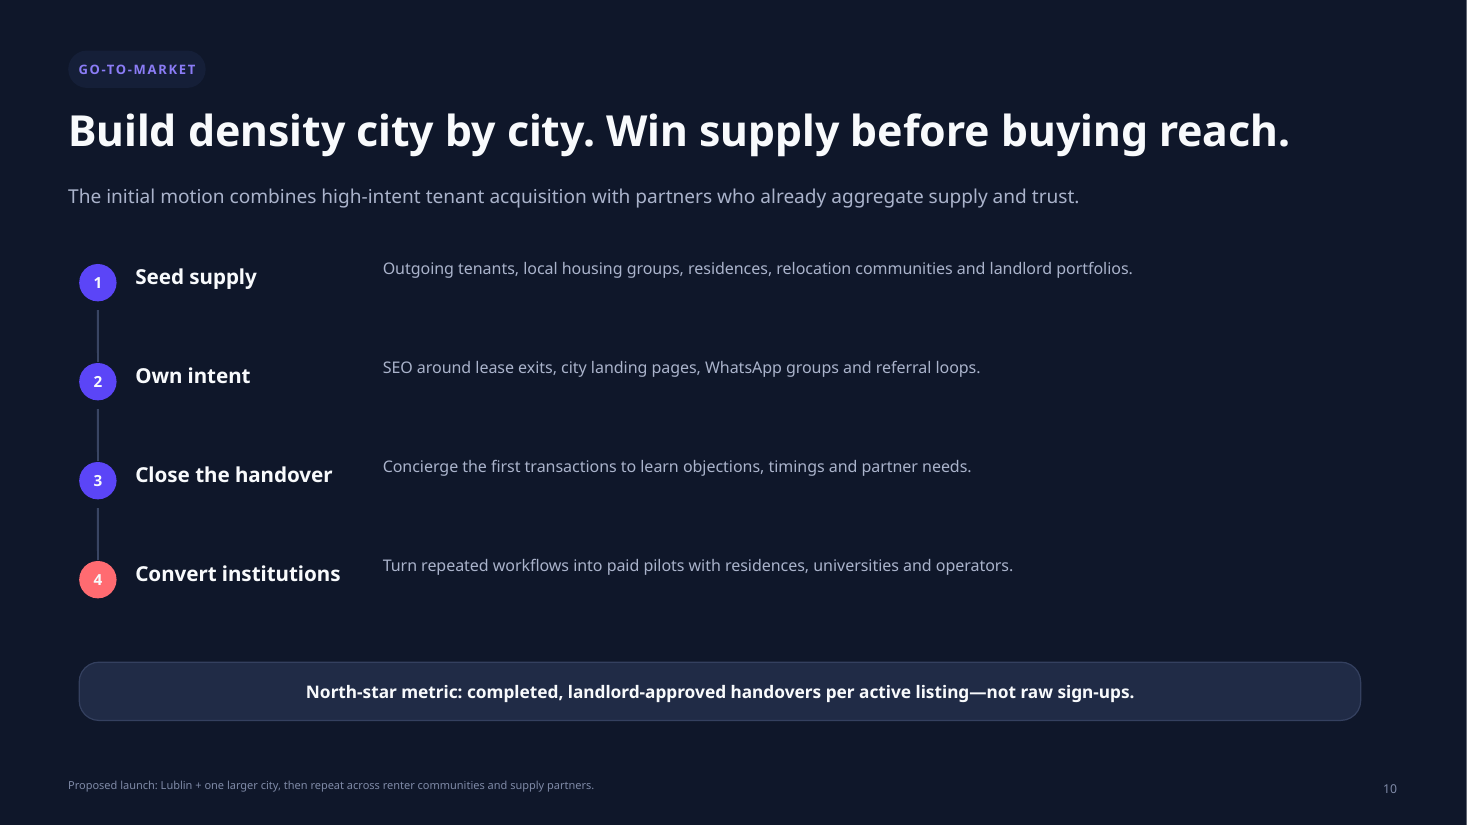 GO-TO-MARKET
Build density city by city. Win supply before buying reach.
The initial motion combines high-intent tenant acquisition with partners who already aggregate supply and trust.
1
Seed supply
Outgoing tenants, local housing groups, residences, relocation communities and landlord portfolios.
2
Own intent
SEO around lease exits, city landing pages, WhatsApp groups and referral loops.
3
Close the handover
Concierge the first transactions to learn objections, timings and partner needs.
4
Convert institutions
Turn repeated workflows into paid pilots with residences, universities and operators.
North-star metric: completed, landlord-approved handovers per active listing—not raw sign-ups.
Proposed launch: Lublin + one larger city, then repeat across renter communities and supply partners.
10